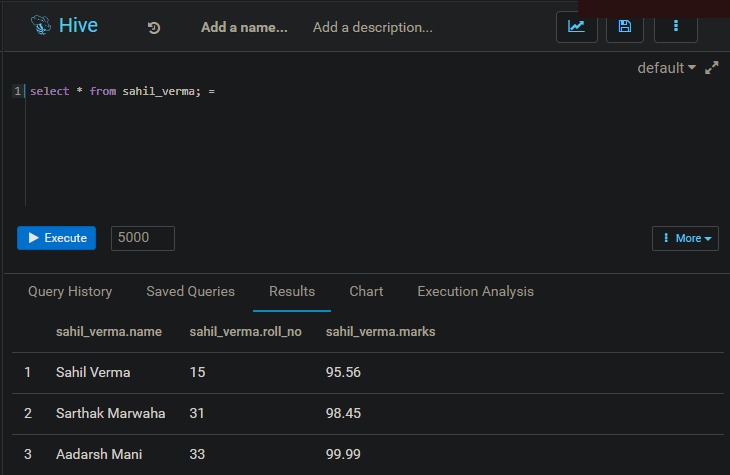 Hive Add a name... Add a description...
default
1 select * from sahil_verma; =
Execute 5000 More
Query History Saved Queries Results Chart Execution Analysis
sahil_verma.name sahil_verma.roll_no sahil_verma.marks
1 Sahil Verma 15 95.56
2 Sarthak Marwaha 31 98.45
3 Aadarsh Mani 33 99.99